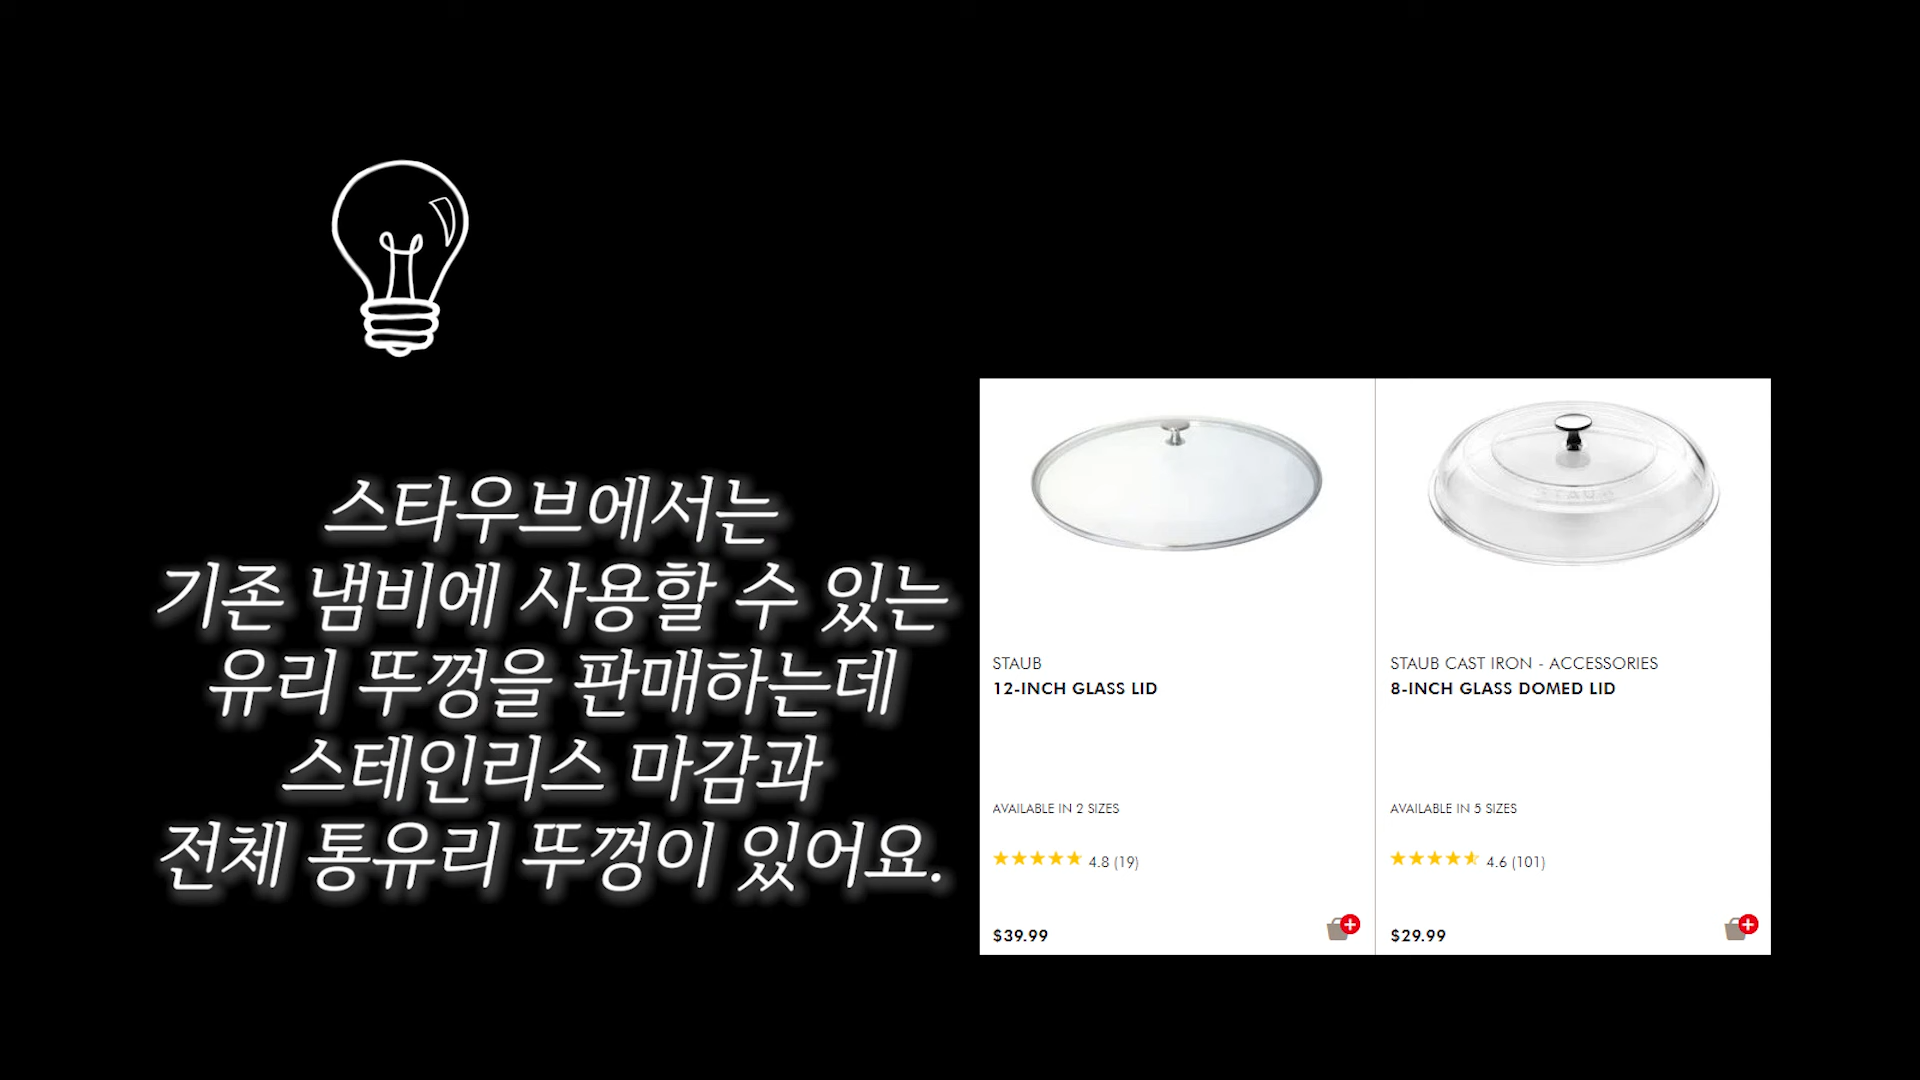 스타우브에서는
기존 냄비에 사용할 수 있는
유리 뚜껑을 판매하는데
스테인리스 마감과
전체 통유리 뚜껑이 있어요.
STAUB
12-INCH GLASS LID
AVAILABLE IN 2 SIZES
4.8 (19)
$39.99
STAUB
STAUB CAST IRON - ACCESSORIES
8-INCH GLASS DOMED LID
AVAILABLE IN 5 SIZES
4.6 (101)
$29.99